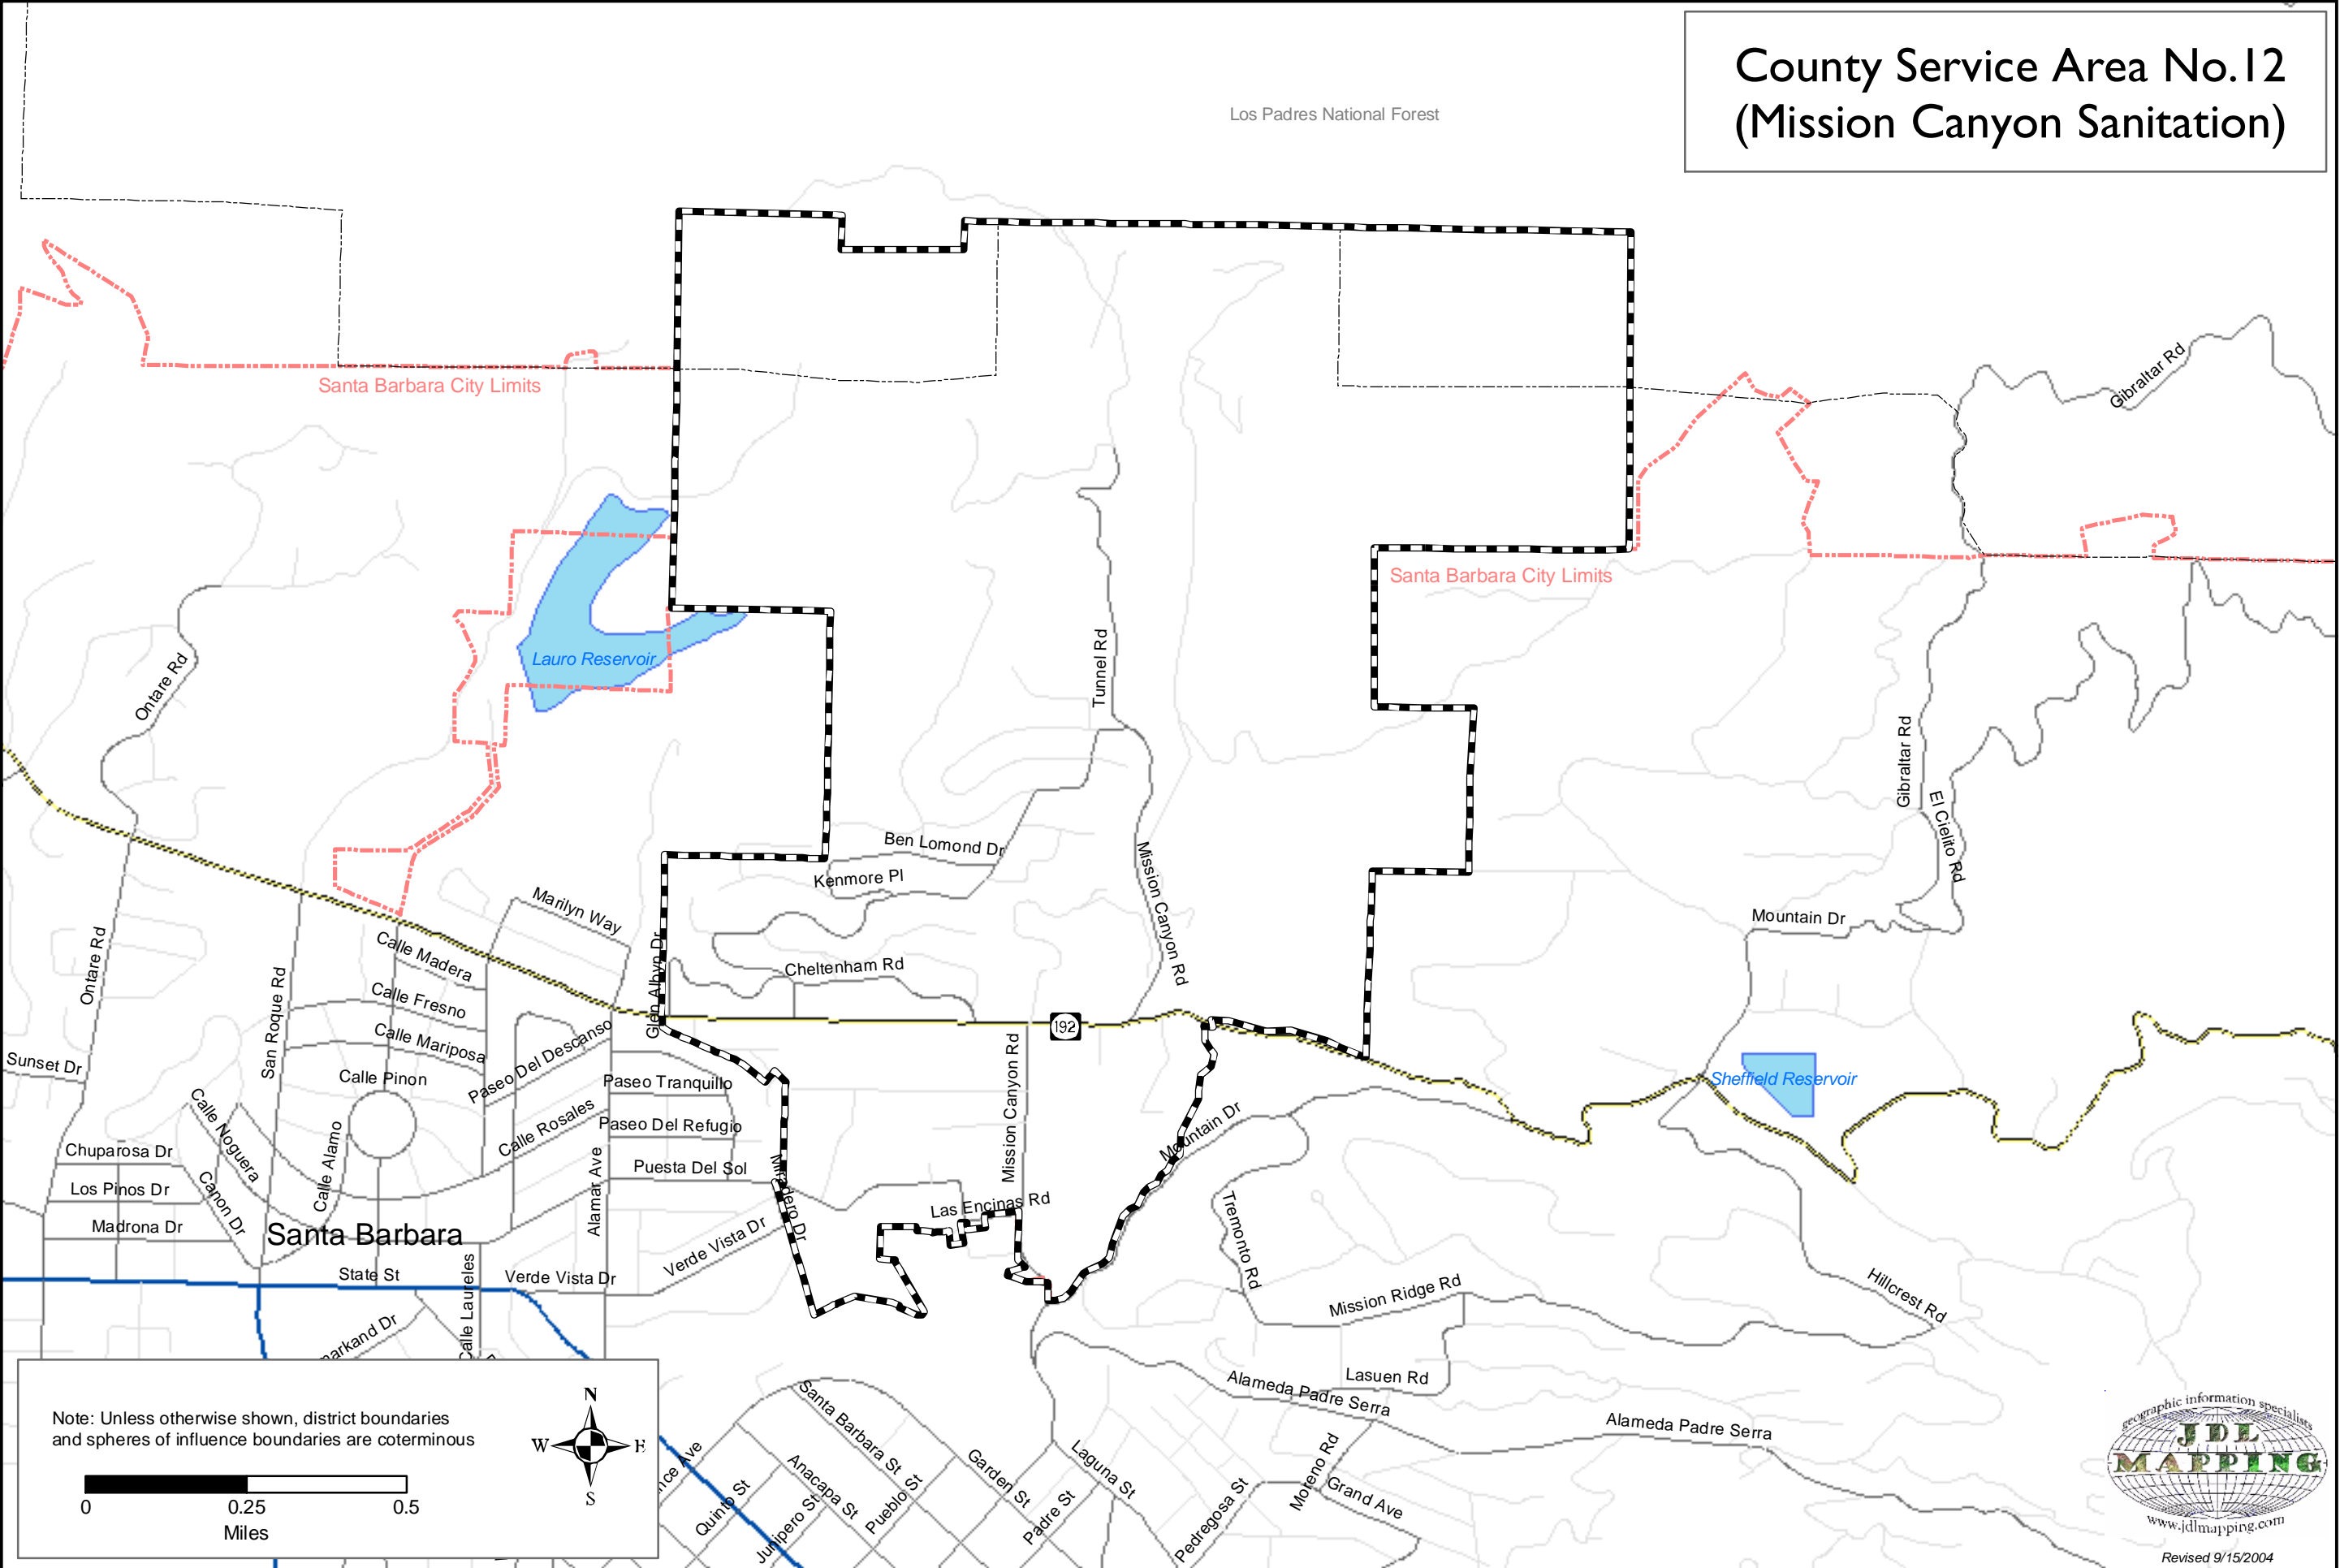 County Service Area No.12
(Mission Canyon Sanitation)
Los Padres National Forest
Santa Barbara City Limits
Gibraltar Rd
Santa Barbara City Limits
Lauro Reservoir
Ontare Rd
Tunnel Rd
Gibraltar Rd
El Cielito Rd
Ben Lomond Dr
Kenmore Pl
Mission Canyon Rd
Marilyn Way
Mountain Dr
Calle Madera
Glen Albyn Dr
Cheltenham Rd
Ontare Rd
San Roque Rd
Calle Fresno
192
Calle Mariposa
Paseo Del Descanso
Sunset Dr
Calle Pinon
Paseo Tranquillo
Mission Canyon Rd
Sheffield Reservoir
Calle Noguera
Calle Rosales
Paseo Del Refugio
Mountain Dr
Chuparosa Dr
Calle Alamo
Alamar Ave
Puesta Del Sol
Los Pinos Dr
Canon Dr
Miradero Dr
Las Encinas Rd
Tremonto Rd
Madrona Dr
Santa Barbara
Verde Vista Dr
State St
Calle Laureles
Verde Vista Dr
Mission Ridge Rd
Hillcrest Rd
markand Dr
Lasuen Rd
Alameda Padre Serra
Alameda Padre Serra
Santa Barbara St
Note: Unless otherwise shown, district boundaries
and spheres of influence boundaries are coterminous
N
W
E
S
0
0.25
0.5
Miles
nce Ave
Quinto St
Anacapa St
Junipero St
Pueblo St
Garden St
Laguna St
Padre St
Pedregosa St
Moreno Rd
Grand Ave
geographic information specialists
JDL
MAPPING
www.jdlmapping.com
Revised 9/15/2004